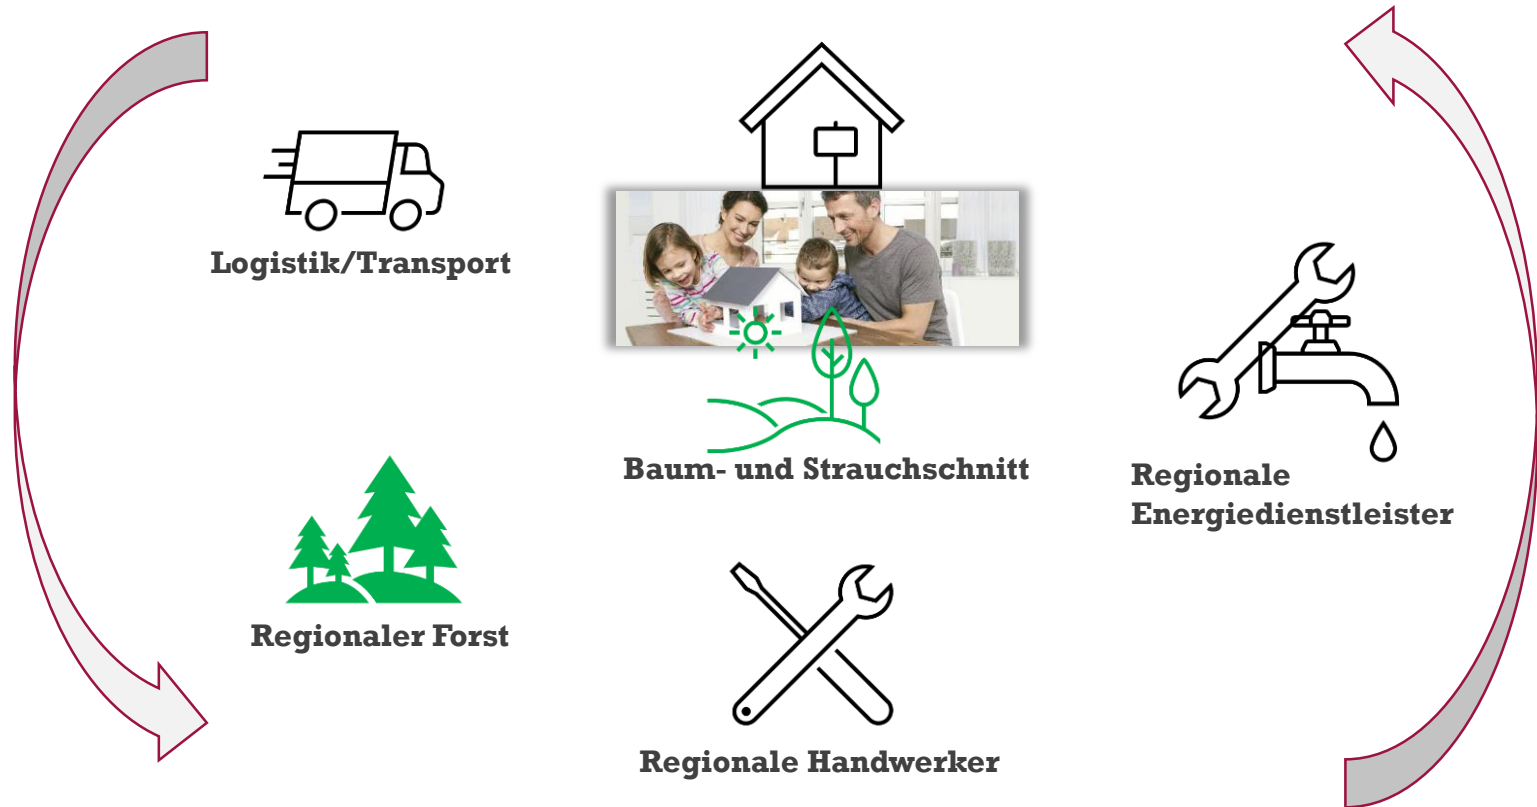 Logistik/Transport
Baum- und Strauchschnitt
Regionale
Energiedienstleister
Regionaler Forst
Regionale Handwerker